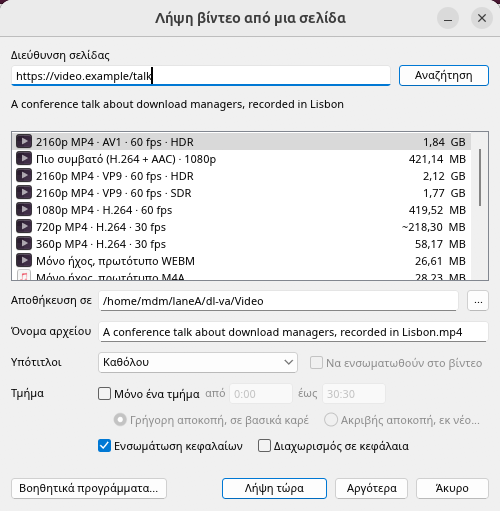 Λήψη βίντεο από μια σελίδα
Διεύθυνση σελίδας
https://video.example/talk
Αναζήτηση
A conference talk about download managers, recorded in Lisbon
2160p MP4 · AV1 · 60 fps · HDR 1,84 GB
Πιο συμβατό (H.264 + AAC) · 1080p 421,14 MB
2160p MP4 · VP9 · 60 fps · HDR 2,12 GB
2160p MP4 · VP9 · 60 fps · SDR 1,77 GB
1080p MP4 · H.264 · 60 fps 419,52 MB
720p MP4 · H.264 · 30 fps ~218,30 MB
360p MP4 · H.264 · 30 fps 58,17 MB
Μόνο ήχος, πρωτότυπο WEBM 26,61 MB
Μόνο ήχος, πρωτότυπο M4A 28,23 MB
Αποθήκευση σε /home/mdm/laneA/dl-va/Video ...
Όνομα αρχείου A conference talk about download managers, recorded in Lisbon.mp4
Υπότιτλοι Καθόλου Να ενσωματωθούν στο βίντεο
Τμήμα Μόνο ένα τμήμα από 0:00 έως 30:30
Γρήγορη αποκοπή, σε βασικά καρέ Ακριβής αποκοπή, εκ νέο...
Ενσωμάτωση κεφαλαίων Διαχωρισμός σε κεφάλαια
Βοηθητικά προγράμματα... Λήψη τώρα Αργότερα Άκυρο